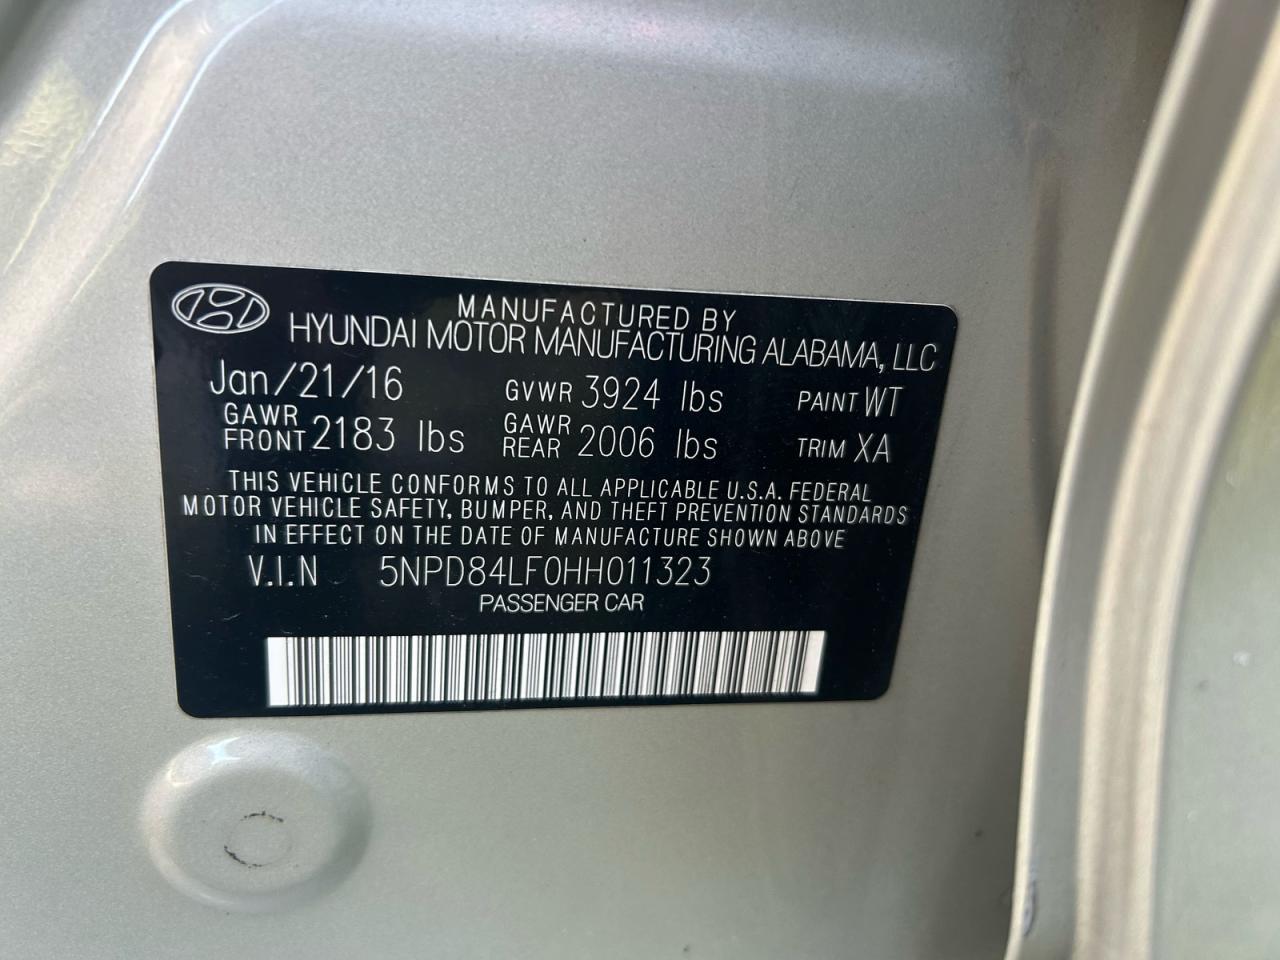 MANUFACTURED BY
HYUNDAI MOTOR MANUFACTURING ALABAMA, LLC
Jan/21/16 GVWR 3924 lbs PAINT WT
GAWR FRONT 2183 lbs GAWR REAR 2006 lbs TRIM XA
THIS VEHICLE CONFORMS TO ALL APPLICABLE U.S.A. FEDERAL
MOTOR VEHICLE SAFETY, BUMPER, AND THEFT PREVENTION STANDARDS
IN EFFECT ON THE DATE OF MANUFACTURE SHOWN ABOVE
V.I.N 5NPD84LF0HH011323
PASSENGER CAR